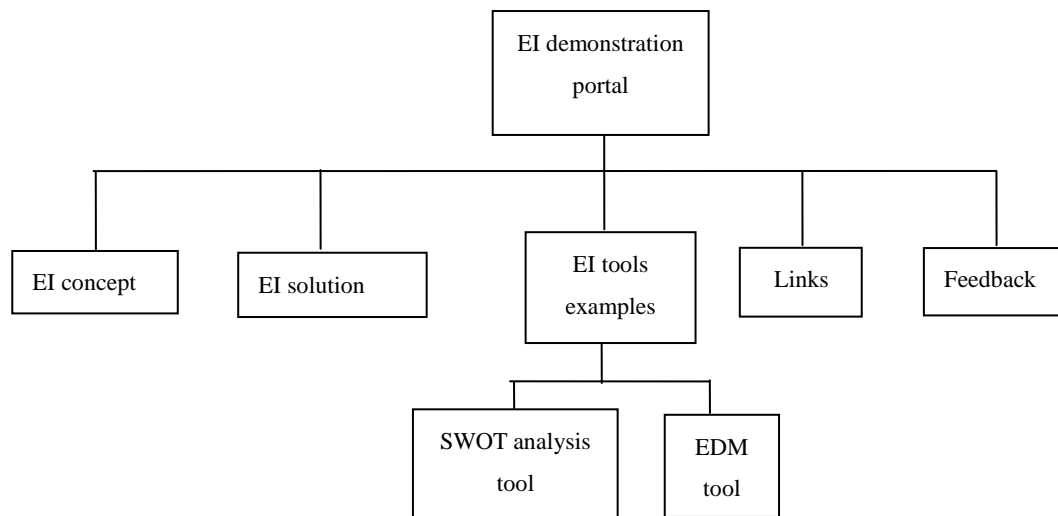 EI demonstration
portal
EI concept
EI solution
EI tools
examples
Links
Feedback
SWOT analysis
tool
EDM
tool